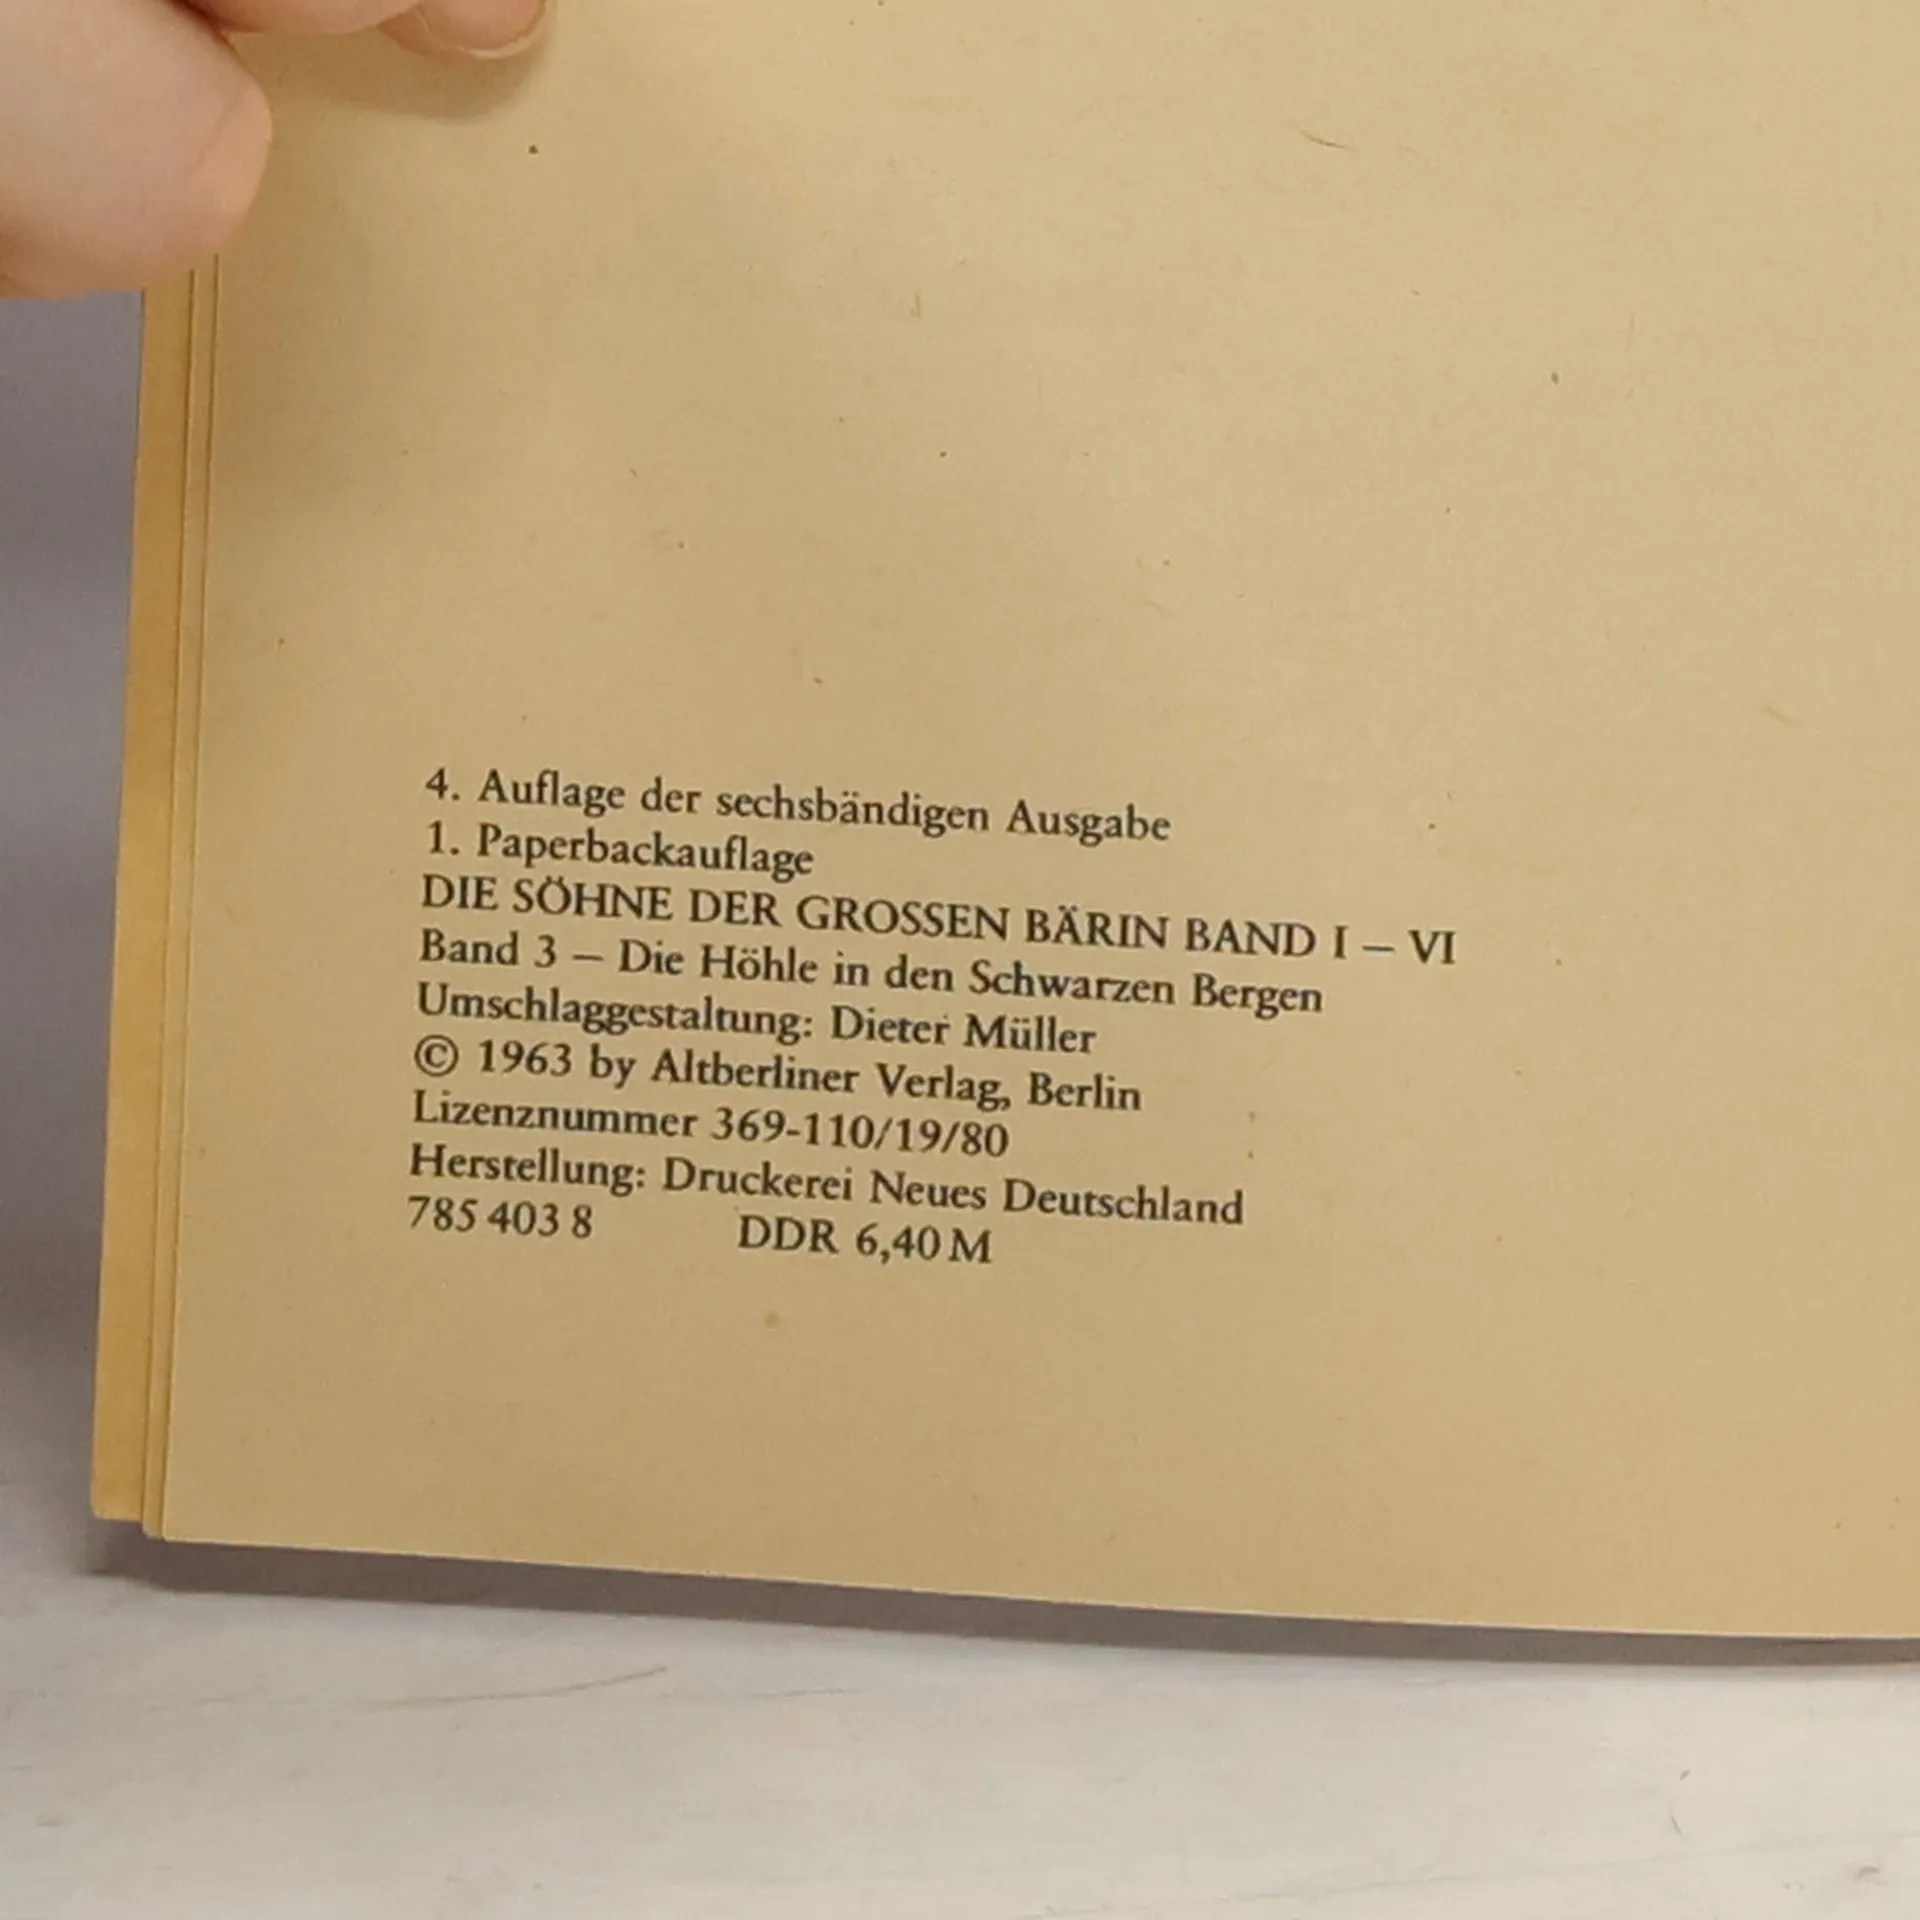 4. Auflage der sechsbändigen Ausgabe
1. Paperbackauflage
DIE SÖHNE DER GROSSEN BÄRIN BAND I – VI
Band 3 – Die Höhle in den Schwarzen Bergen
Umschlaggestaltung: Dieter Müller
© 1963 by Altberliner Verlag, Berlin
Lizenznummer 369-110/19/80
Herstellung: Druckerei Neues Deutschland
785 403 8 DDR 6,40 M